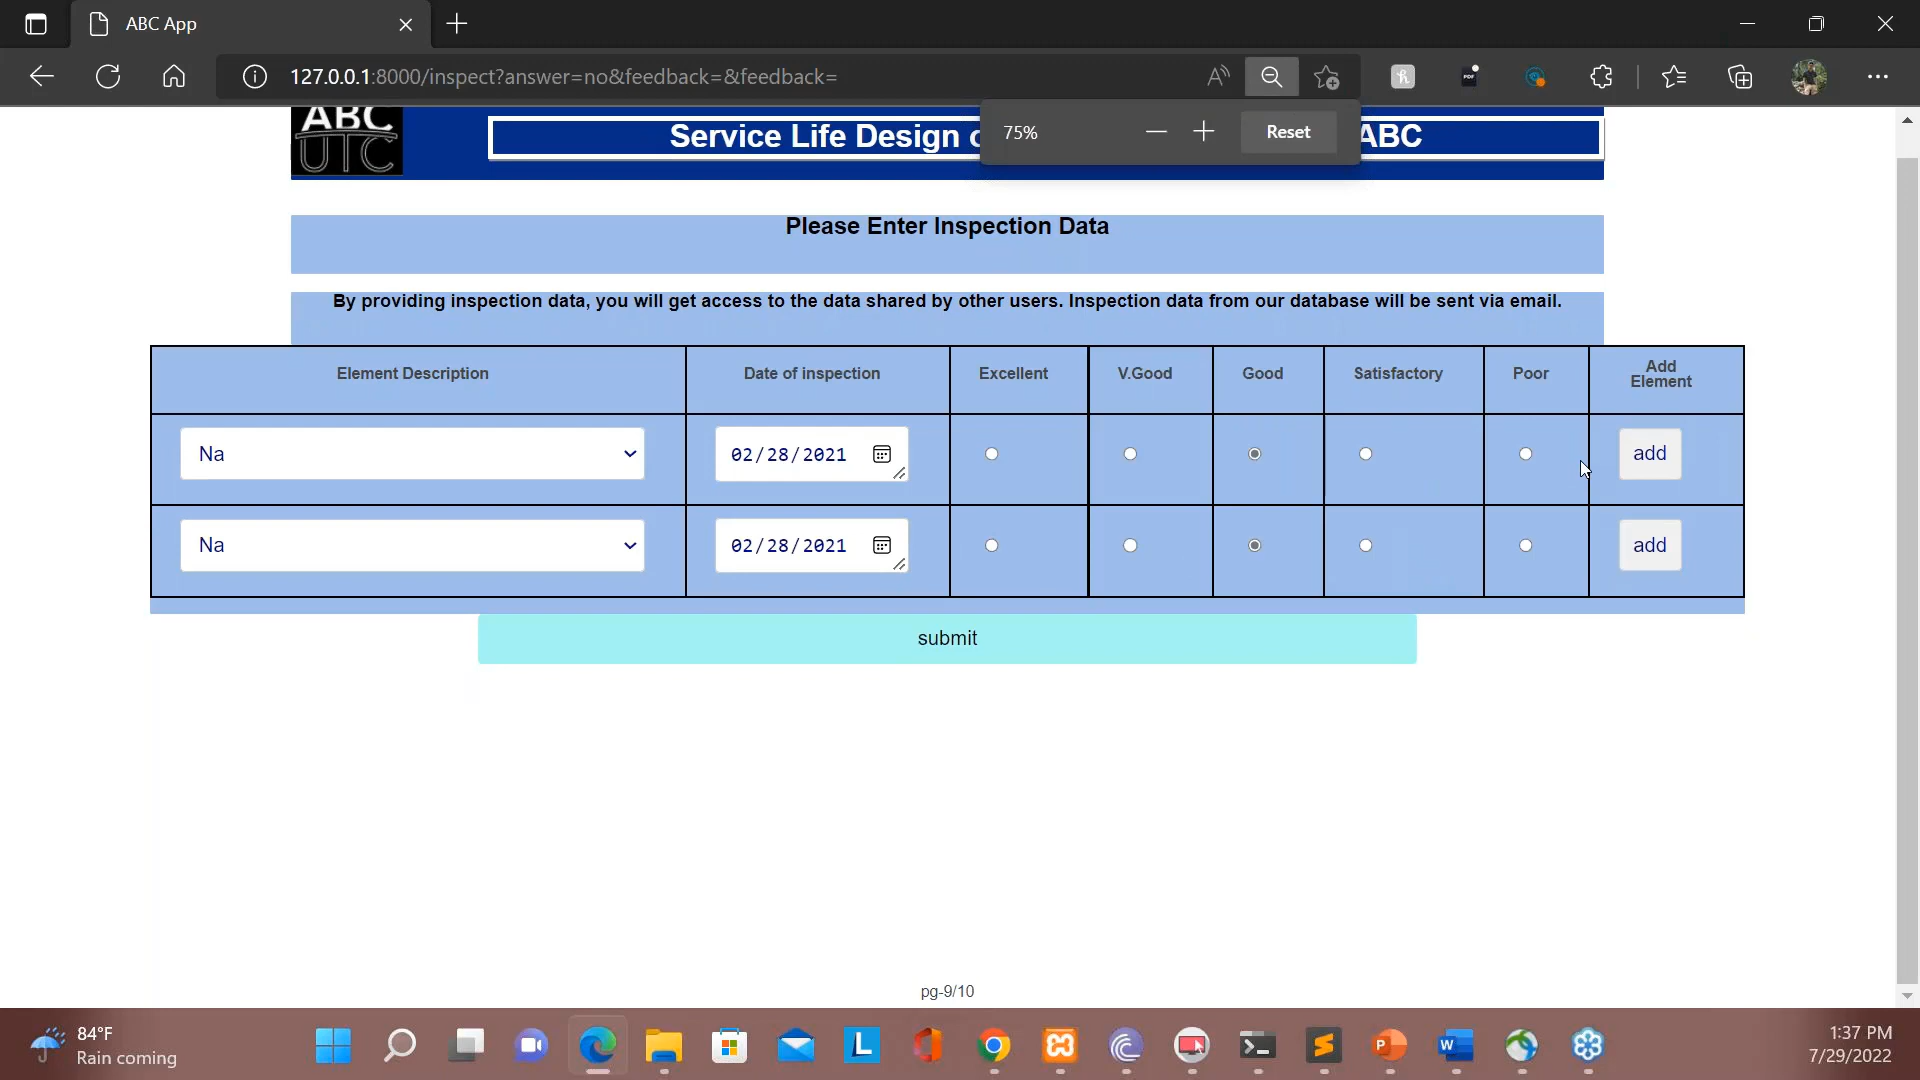 ABC App
127.0.0.1:8000/inspect?answer=no&feedback=&feedback=
ABC
UTC
Service Life Design
ABC
75%
Reset
Please Enter Inspection Data
By providing inspection data, you will get access to the data shared by other users. Inspection data from our database will be sent via email.
Element Description Date of inspection Excellent V.Good Good Satisfactory Poor Add
Element
Na 02/28/2021 add
Na 02/28/2021 add
submit
pg-9/10
84°F
Rain coming
1:37 PM
7/29/2022